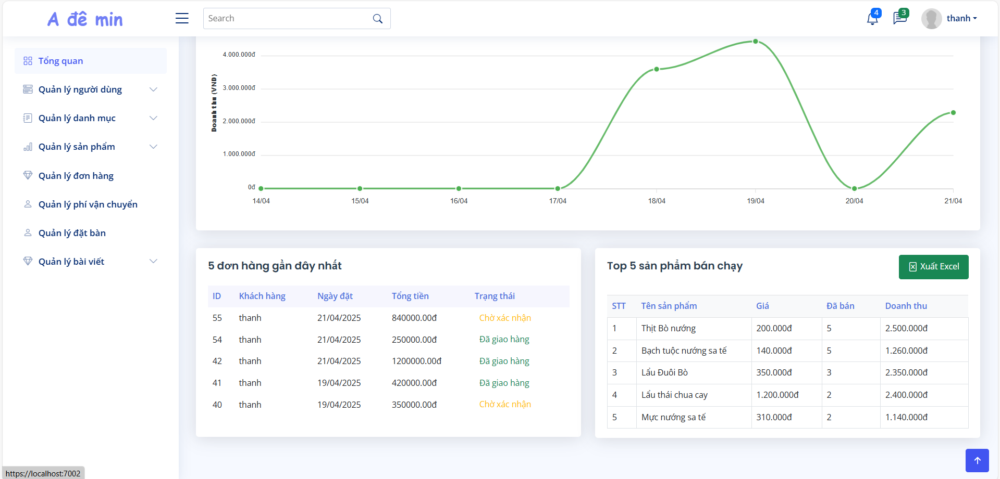 A đê min
Search
4
3
thanh
Tổng quan
Quản lý người dùng
Quản lý danh mục
Quản lý sản phẩm
Quản lý đơn hàng
Quản lý phí vận chuyển
Quản lý đặt bàn
Quản lý bài viết
Doanh thu (VND)
4.000.000đ
3.000.000đ
2.000.000đ
1.000.000đ
0đ
14/04 15/04 16/04 17/04 18/04 19/04 20/04 21/04
5 đơn hàng gần đây nhất
ID Khách hàng Ngày đặt Tổng tiền Trạng thái
55 thanh 21/04/2025 840000.00đ Chờ xác nhận
54 thanh 21/04/2025 250000.00đ Đã giao hàng
42 thanh 21/04/2025 1200000.00đ Đã giao hàng
41 thanh 19/04/2025 420000.00đ Đã giao hàng
40 thanh 19/04/2025 350000.00đ Chờ xác nhận
Top 5 sản phẩm bán chạy
Xuất Excel
STT Tên sản phẩm Giá Đã bán Doanh thu
1 Thịt Bò nướng 200.000đ 5 2.500.000đ
2 Bạch tuộc nướng sa tế 140.000đ 5 1.260.000đ
3 Lẩu Đuôi Bò 350.000đ 3 2.350.000đ
4 Lẩu thái chua cay 1.200.000đ 2 2.400.000đ
5 Mực nướng sa tế 310.000đ 2 1.140.000đ
https://localhost:7002